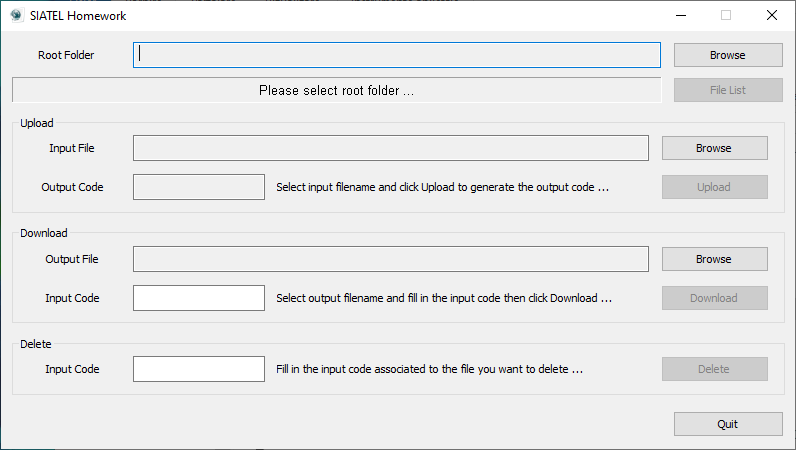 SIATEL Homework
Root Folder
Browse
Please select root folder ...
File List
Upload
Input File
Browse
Output Code
Select input filename and click Upload to generate the output code ...
Upload
Download
Output File
Browse
Input Code
Select output filename and fill in the input code then click Download ...
Download
Delete
Input Code
Fill in the input code associated to the file you want to delete ...
Delete
Quit